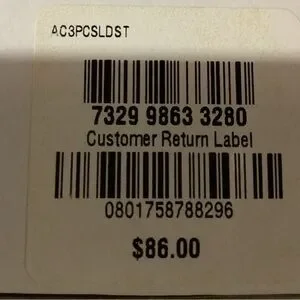 AC3PCSLDST
7329 9863 3280
Customer Return Label
0801758788296
$86.00